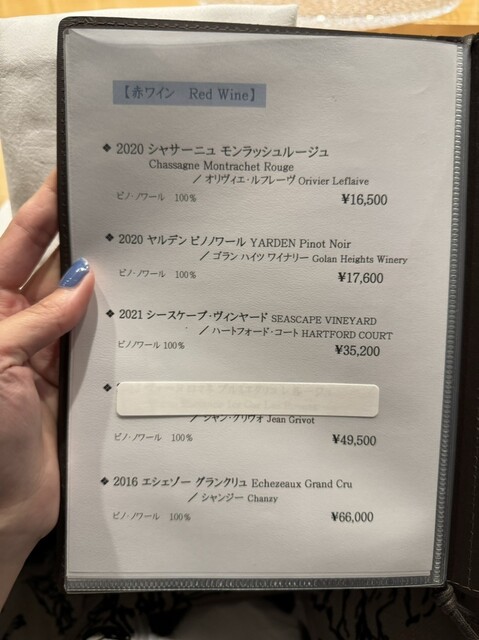 【赤ワイン Red Wine】
❖ 2020 シャサーニュ モンラッシュルージュ
Chassagne Montrachet Rouge
／ オリヴィエ・ルフレーヴ Orivier Leflaive
ピノ・ノワール 100%
¥16,500
❖ 2020 ヤルデン ピノノワール YARDEN Pinot Noir
／ ゴラン ハイツ ワイナリー Golan Heights Winery
ピノ・ノワール 100%
¥17,600
❖ 2021 シースケープ・ヴィンヤード SEASCAPE VINEYARD
／ ハートフォード・コート HARTFORD COURT
ピノノワール 100%
¥35,200
❖
／ ジャン・グリヴォ Jean Grivot
ピノ・ノワール 100%
¥49,500
❖ 2016 エシェゾー グランクリュ Echezeaux Grand Cru
／ シャンジー Chanzy
ピノ・ノワール 100%
¥66,000